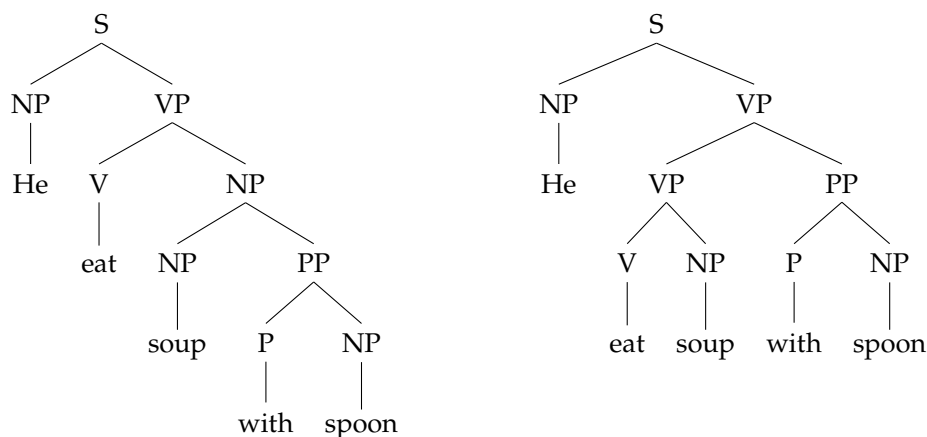 S S
NP VP NP VP
He V NP He VP PP
eat NP PP V NP P NP
soup P NP eat soup with spoon
with spoon